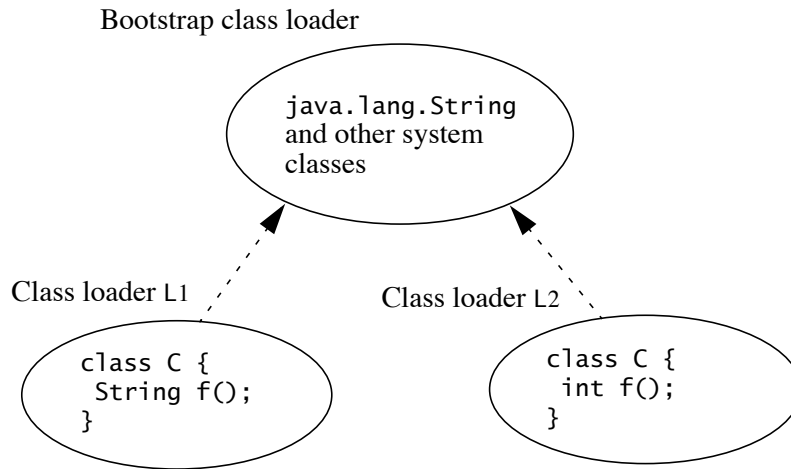 Bootstrap class loader
java.lang.String
and other system
classes
Class loader L1
Class loader L2
class C {
String f();
}
class C {
int f();
}